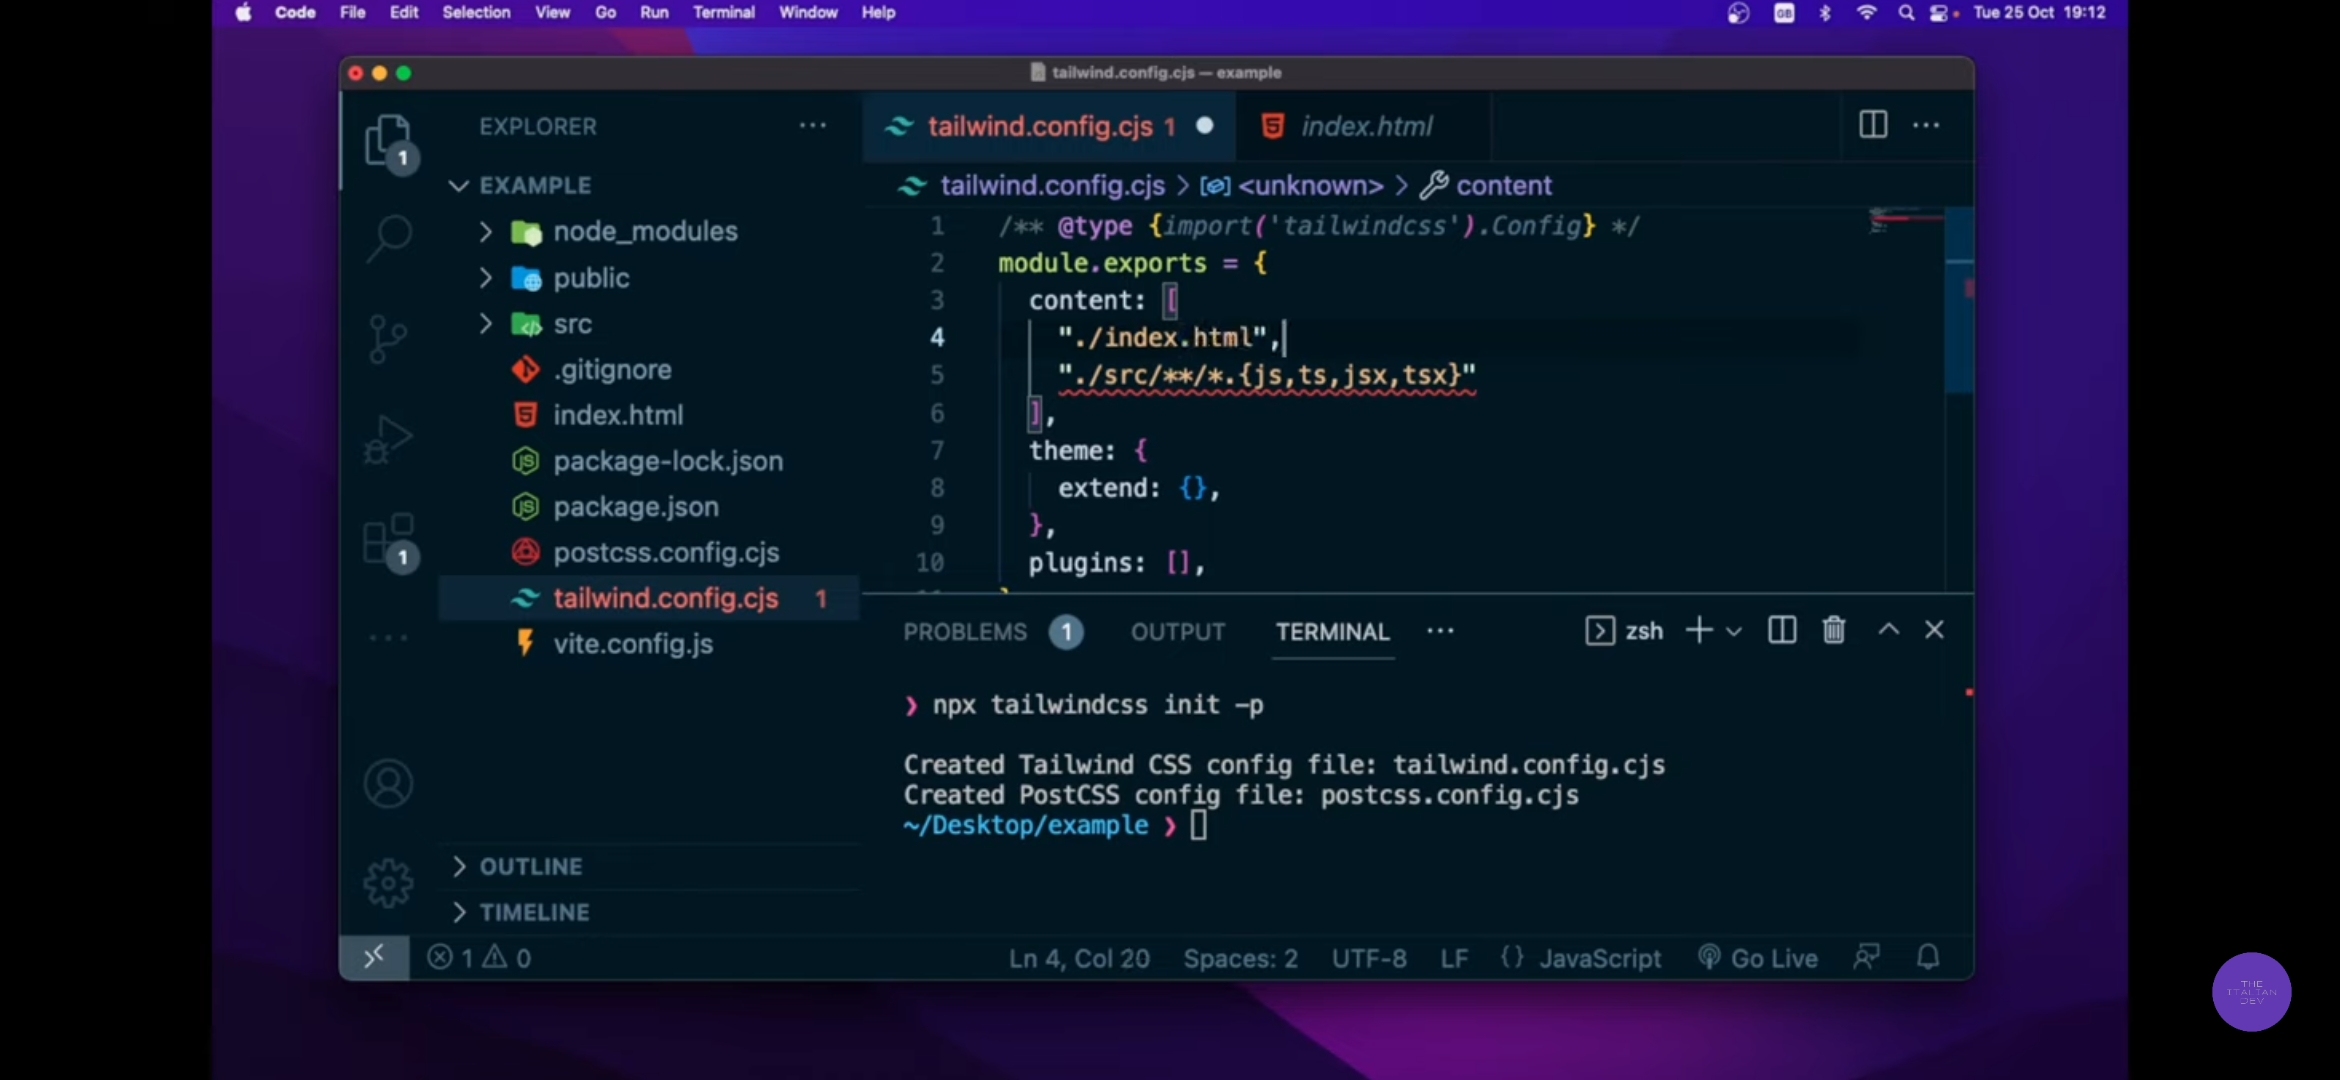 Code File Edit Selection View Go Run Terminal Window Help
GB Tue 25 Oct 19:12
tailwind.config.cjs — example
1
EXPLORER ···
EXAMPLE
node_modules
public
src
.gitignore
index.html
package-lock.json
package.json
postcss.config.cjs
tailwind.config.cjs 1
vite.config.js
1
OUTLINE
TIMELINE
tailwind.config.cjs 1
index.html
tailwind.config.cjs > <unknown> > content
1 /** @type {import('tailwindcss').Config} */
2 module.exports = {
3 content: [
4 "./index.html",
5 "./src/**/*.{js,ts,jsx,tsx}"
6 ],
7 theme: {
8 extend: {},
9 },
10 plugins: [],
PROBLEMS 1 OUTPUT TERMINAL ··· zsh
❯ npx tailwindcss init -p
Created Tailwind CSS config file: tailwind.config.cjs
Created PostCSS config file: postcss.config.cjs
~/Desktop/example ❯
1 0 Ln 4, Col 20 Spaces: 2 UTF-8 LF {} JavaScript Go Live
THE
ITALIAN
DEV